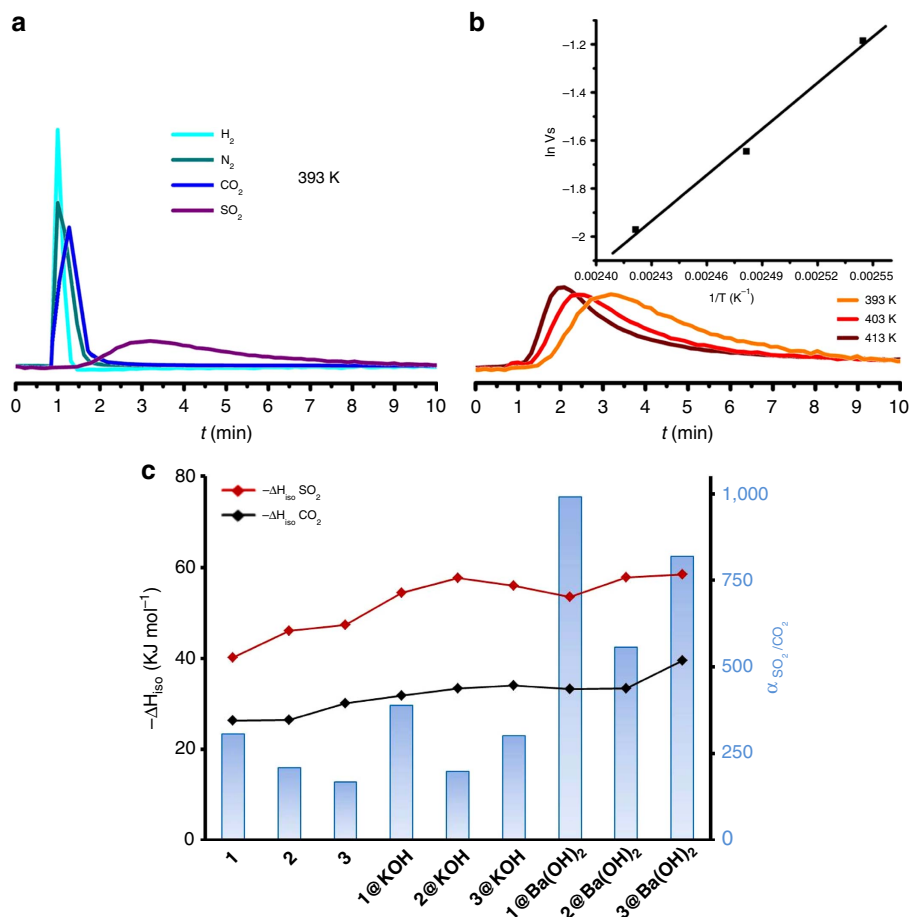 a
H₂
N₂
CO₂
SO₂
393 K
0 1 2 3 4 5 6 7 8 9 10
t (min)
b
−1.2
−1.4
−1.6
−1.8
−2
ln Vs
0.00240 0.00243 0.00246 0.00249 0.00252 0.00255
1/T (K⁻¹)
393 K
403 K
413 K
0 1 2 3 4 5 6 7 8 9 10
t (min)
c
−ΔHiso SO₂
−ΔHiso CO₂
80
60
40
20
0
−ΔHiso (KJ mol⁻¹)
1,000
750
500
250
0
α SO₂/CO₂
1
2
3
1@KOH
2@KOH
3@KOH
1@Ba(OH)₂
2@Ba(OH)₂
3@Ba(OH)₂